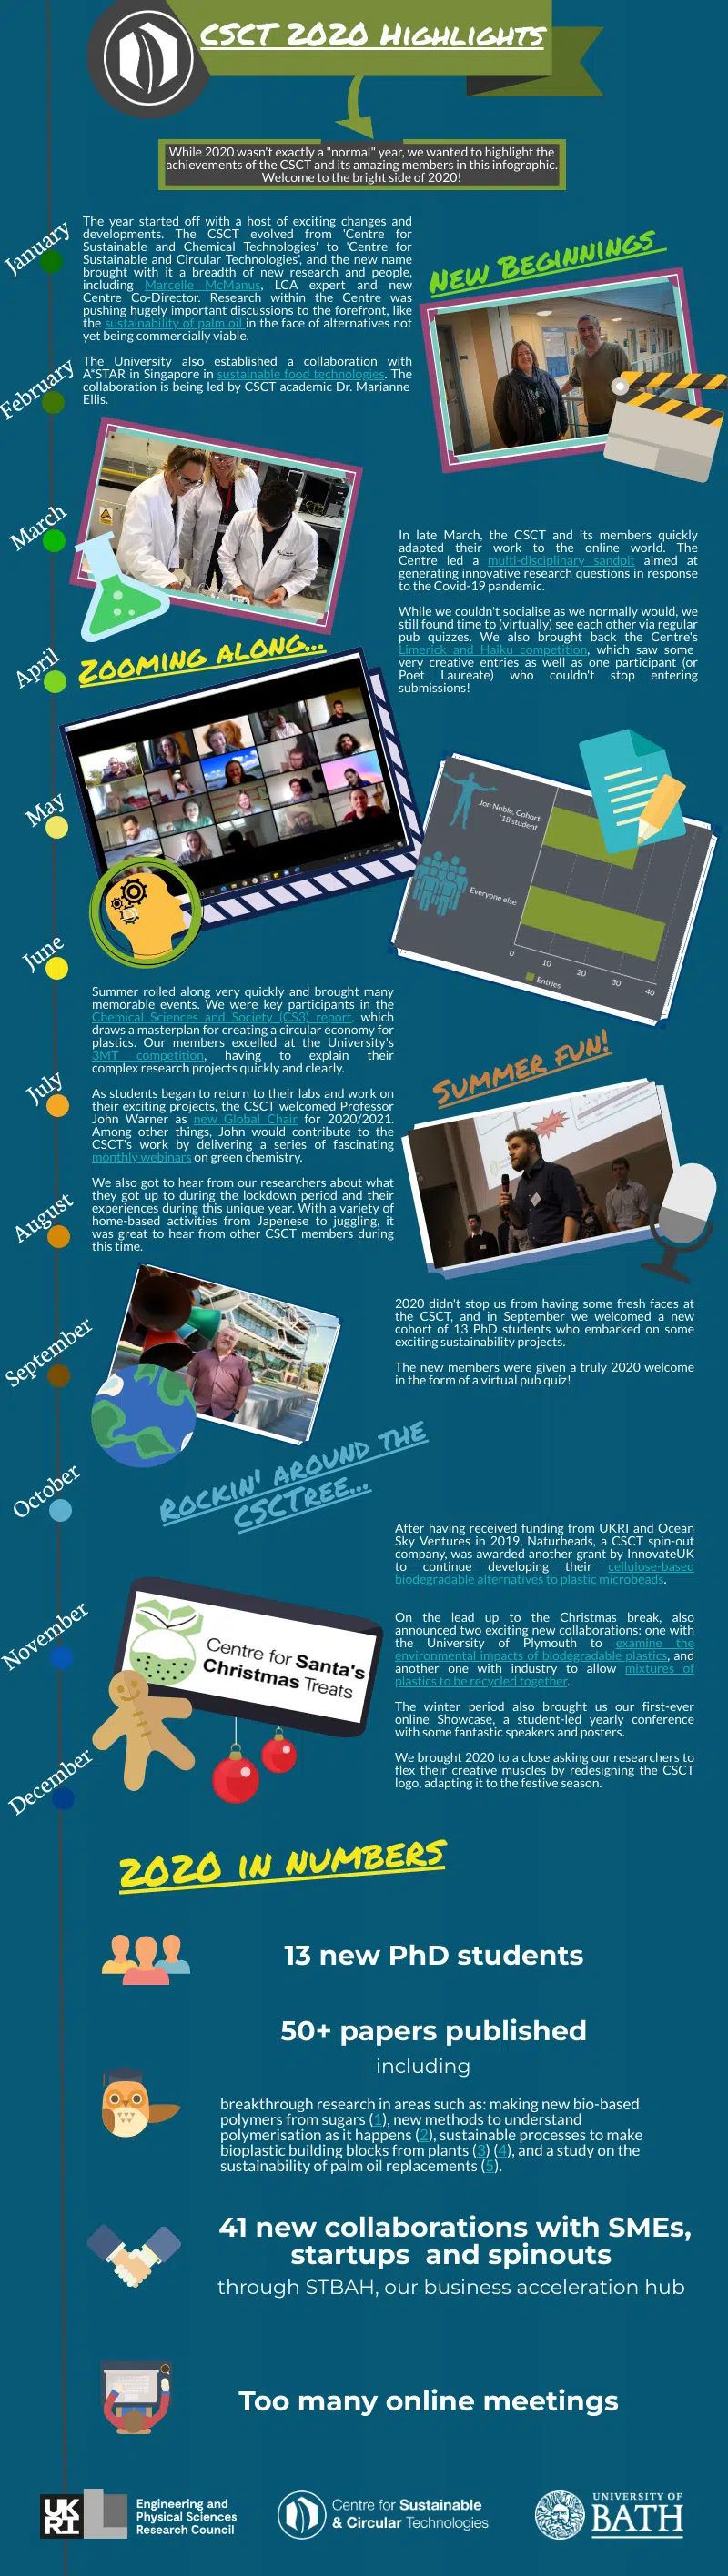 CSCT 2020 Highlights
While 2020 wasn't exactly a "normal" year, we wanted to highlight the
achievements of the CSCT and its amazing members in this infographic.
Welcome to the bright side of 2020!
January
The year started off with a host of exciting changes and
developments. The CSCT evolved from 'Centre for
Sustainable and Chemical Technologies' to 'Centre for
Sustainable and Circular Technologies', and the new name
brought with it a breadth of new research and people,
including Marcelle McManus, LCA expert and new
Centre Co-Director. Research within the Centre was
pushing hugely important discussions to the forefront, like
the sustainability of palm oil in the face of alternatives not
yet being commercially viable.
New Beginnings
February
The University also established a collaboration with
A*STAR in Singapore in sustainable food technologies. The
collaboration is being led by CSCT academic Dr. Marianne
Ellis.
March
In late March, the CSCT and its members quickly
adapted their work to the online world. The
Centre led a multi-disciplinary sandpit aimed at
generating innovative research questions in response
to the Covid-19 pandemic.
While we couldn't socialise as we normally would, we
still found time to (virtually) see each other via regular
pub quizzes. We also brought back the Centre's
Limerick and Haiku competition, which saw some
very creative entries as well as one participant (or
Poet Laureate) who couldn't stop entering
submissions!
April
Zooming along...
May
Jon Noble, Cohort
'18 student
Everyone else
0 10 20 30 40
Entries
June
Summer rolled along very quickly and brought many
memorable events. We were key participants in the
Chemical Sciences and Society (CS3) report, which
draws a masterplan for creating a circular economy for
plastics. Our members excelled at the University's
3MT competition, having to explain their
complex research projects quickly and clearly.
Summer fun!
July
As students began to return to their labs and work on
their exciting projects, the CSCT welcomed Professor
John Warner as new Global Chair for 2020/2021.
Among other things, John would contribute to the
CSCT's work by delivering a series of fascinating
monthly webinars on green chemistry.
August
We also got to hear from our researchers about what
they got up to during the lockdown period and their
experiences during this unique year. With a variety of
home-based activities from Japenese to juggling, it
was great to hear from other CSCT members during
this time.
September
2020 didn't stop us from having some fresh faces at
the CSCT, and in September we welcomed a new
cohort of 13 PhD students who embarked on some
exciting sustainability projects.
The new members were given a truly 2020 welcome
in the form of a virtual pub quiz!
October
Rockin' around the
CSCTree...
After having received funding from UKRI and Ocean
Sky Ventures in 2019, Naturbeads, a CSCT spin-out
company, was awarded another grant by InnovateUK
to continue developing their cellulose-based
biodegradable alternatives to plastic microbeads.
November
Centre for Santa's
Christmas Treats
On the lead up to the Christmas break, also
announced two exciting new collaborations: one with
the University of Plymouth to examine the
environmental impacts of biodegradable plastics, and
another one with industry to allow mixtures of
plastics to be recycled together.
The winter period also brought us our first-ever
online Showcase, a student-led yearly conference
with some fantastic speakers and posters.
December
We brought 2020 to a close asking our researchers to
flex their creative muscles by redesigning the CSCT
logo, adapting it to the festive season.
2020 in numbers
13 new PhD students
50+ papers published
including
breakthrough research in areas such as: making new bio-based
polymers from sugars (1), new methods to understand
polymerisation as it happens (2), sustainable processes to make
bioplastic building blocks from plants (3) (4), and a study on the
sustainability of palm oil replacements (5).
41 new collaborations with SMEs,
startups and spinouts
through STBAH, our business acceleration hub
Too many online meetings
UKRI
Engineering and
Physical Sciences
Research Council
Centre for Sustainable
& Circular Technologies
UNIVERSITY OF
BATH